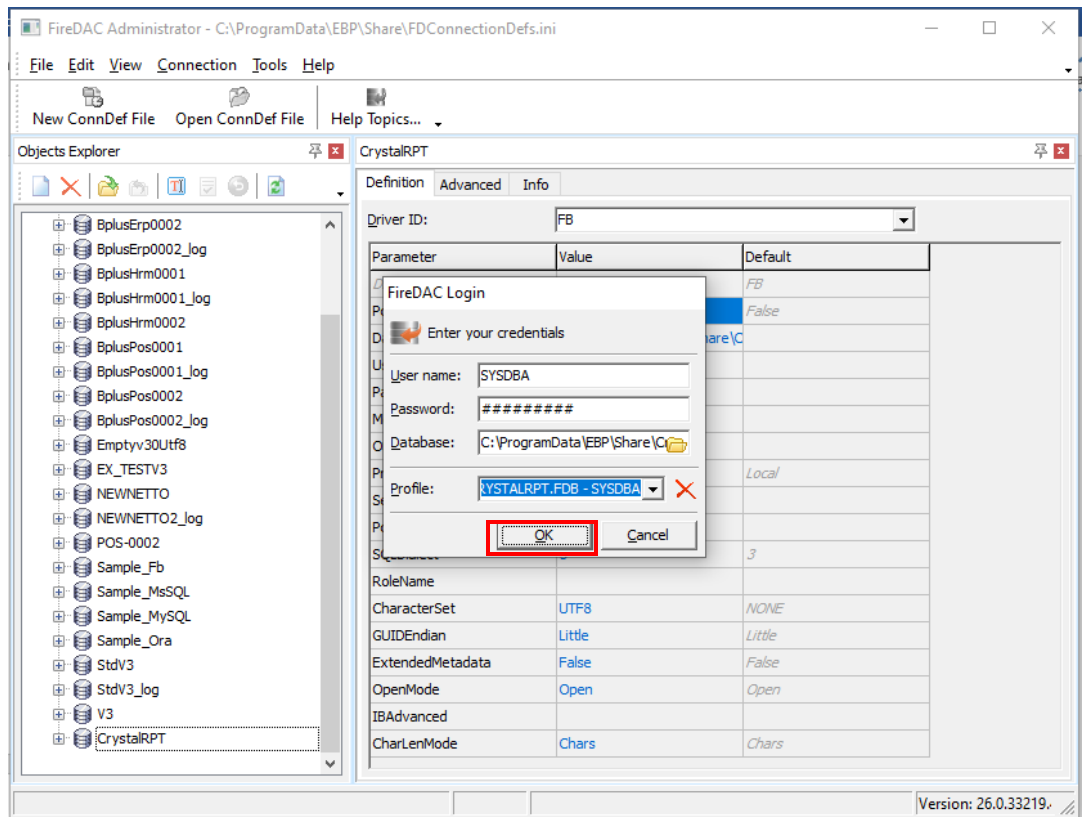 FireDAC Administrator - C:\ProgramData\EBP\Share\FDConnectionDefs.ini
File Edit View Connection Tools Help
New ConnDef File Open ConnDef File Help Topics...
Objects Explorer
BplusErp0002
BplusErp0002_log
BplusHrm0001
BplusHrm0001_log
BplusHrm0002
BplusPos0001
BplusPos0001_log
BplusPos0002
BplusPos0002_log
Emptyv30Utf8
EX_TESTV3
NEWNETTO
NEWNETTO2_log
POS-0002
Sample_Fb
Sample_MsSQL
Sample_MySQL
Sample_Ora
StdV3
StdV3_log
V3
CrystalRPT
CrystalRPT
Definition Advanced Info
Driver ID: FB
Parameter Value Default
FB
False
hare\C
Local
3
RoleName
CharacterSet UTF8 NONE
GUIDEndian Little Little
ExtendedMetadata False False
OpenMode Open Open
IBAdvanced
CharLenMode Chars Chars
FireDAC Login
Enter your credentials
User name: SYSDBA
Password: #########
Database: C:\ProgramData\EBP\Share\C
Profile: RYSTALRPT.FDB - SYSDBA
OK Cancel
Version: 26.0.33219.